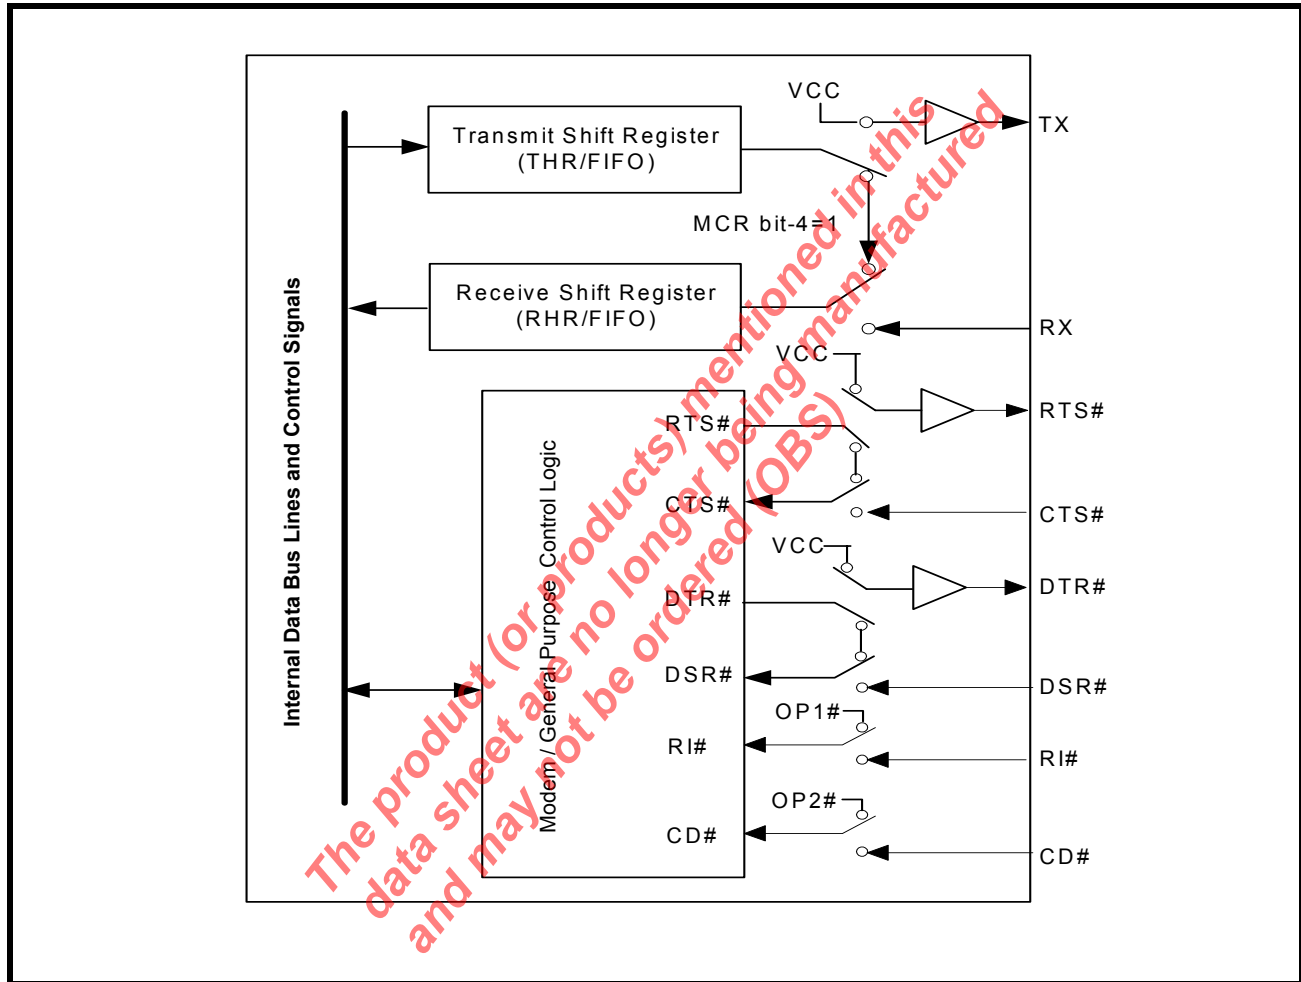 VCC
TX
Transmit Shift Register
(THR/FIFO)
MCR bit-4=1
Receive Shift Register
(RHR/FIFO)
RX
VCC
RTS#
RTS#
CTS#
CTS#
VCC
DTR#
DTR#
DSR#
DSR#
OP1#
RI#
RI#
OP2#
CD#
CD#
Internal Data Bus Lines and Control Signals
Modem / General Purpose Control Logic
The product (or products) mentioned in this
data sheet are no longer being manufactured
and may not be ordered (OBS)